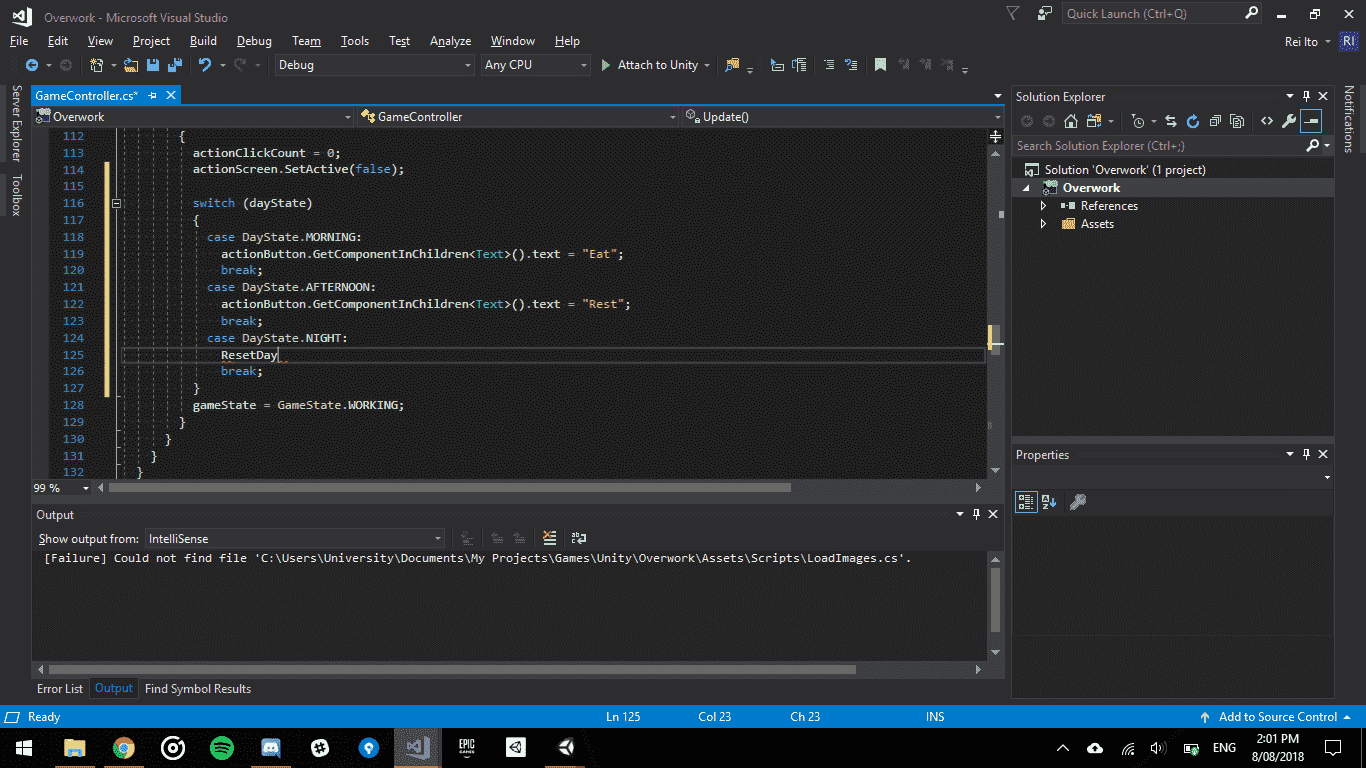 Overwork - Microsoft Visual Studio
Quick Launch (Ctrl+Q)
File Edit View Project Build Debug Team Tools Test Analyze Window Help
Rei Ito RI
Debug Any CPU Attach to Unity
Server Explorer
Toolbox
Notifications
GameController.cs*
Overwork GameController Update()
112 {
113 actionClickCount = 0;
114 actionScreen.SetActive(false);
115
116 switch (dayState)
117 {
118 case DayState.MORNING:
119 actionButton.GetComponentInChildren<Text>().text = "Eat";
120 break;
121 case DayState.AFTERNOON:
122 actionButton.GetComponentInChildren<Text>().text = "Rest";
123 break;
124 case DayState.NIGHT:
125 ResetDay
126 break;
127 }
128 gameState = GameState.WORKING;
129 }
130 }
131 }
132 }
99 %
Solution Explorer
Search Solution Explorer (Ctrl+;)
Solution 'Overwork' (1 project)
Overwork
References
Assets
Properties
Output
Show output from: IntelliSense
[Failure] Could not find file 'C:\Users\University\Documents\My Projects\Games\Unity\Overwork\Assets\Scripts\LoadImages.cs'.
Error List Output Find Symbol Results
Ready Ln 125 Col 23 Ch 23 INS Add to Source Control
EPIC
GAMES
ENG
2:01 PM
8/08/2018